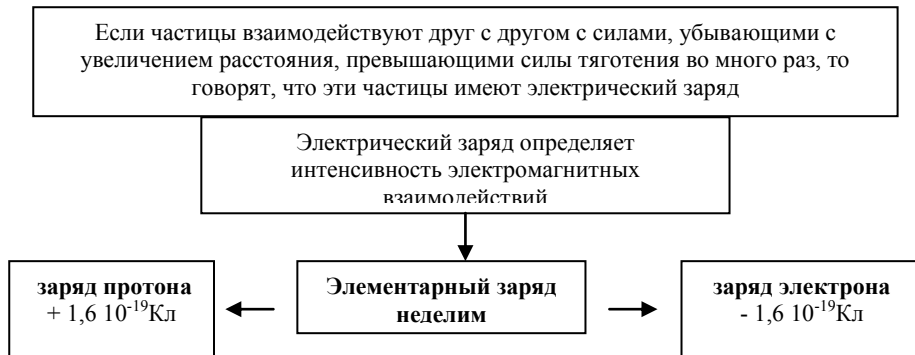 Если частицы взаимодействуют друг с другом с силами, убывающими с
увеличением расстояния, превышающими силы тяготения во много раз, то
говорят, что эти частицы имеют электрический заряд
Электрический заряд определяет
интенсивность электромагнитных
взаимодействий
заряд протона
+ 1,6 10⁻¹⁹Кл
Элементарный заряд
неделим
заряд электрона
- 1,6 10⁻¹⁹Кл